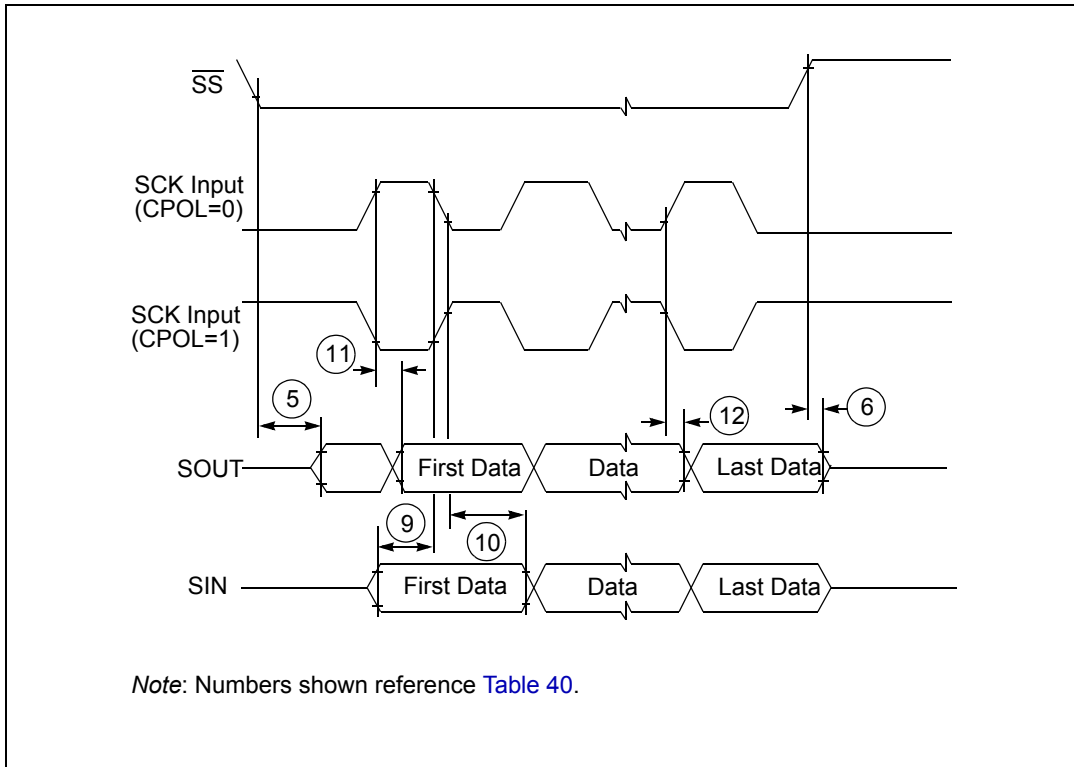 SS
SCK Input
(CPOL=0)
SCK Input
(CPOL=1)
11
5
12
6
SOUT
First Data
Data
Last Data
9
10
SIN
First Data
Data
Last Data
Note: Numbers shown reference Table 40.